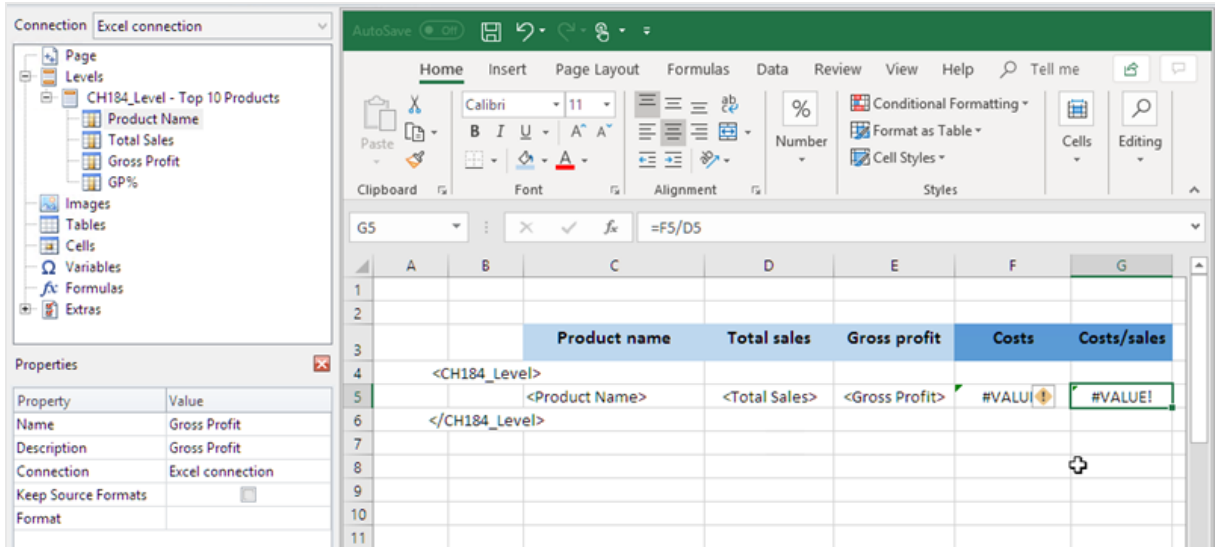 Connection Excel connection
Page
Levels
CH184_Level - Top 10 Products
Product Name
Total Sales
Gross Profit
GP%
Images
Tables
Cells
Variables
Formulas
Extras
Properties
Property Value
Name Gross Profit
Description Gross Profit
Connection Excel connection
Keep Source Formats
Format
AutoSave Off
Home Insert Page Layout Formulas Data Review View Help Tell me
Paste
Clipboard
Calibri 11
B I U
Font
Alignment
%
Number
Conditional Formatting
Format as Table
Cell Styles
Styles
Cells
Editing
G5 fx =F5/D5
A B C D E F G
1
2
3 Product name Total sales Gross profit Costs Costs/sales
4 <CH184_Level>
5 <Product Name> <Total Sales> <Gross Profit> #VALU #VALUE!
6 </CH184_Level>
7
8
9
10
11